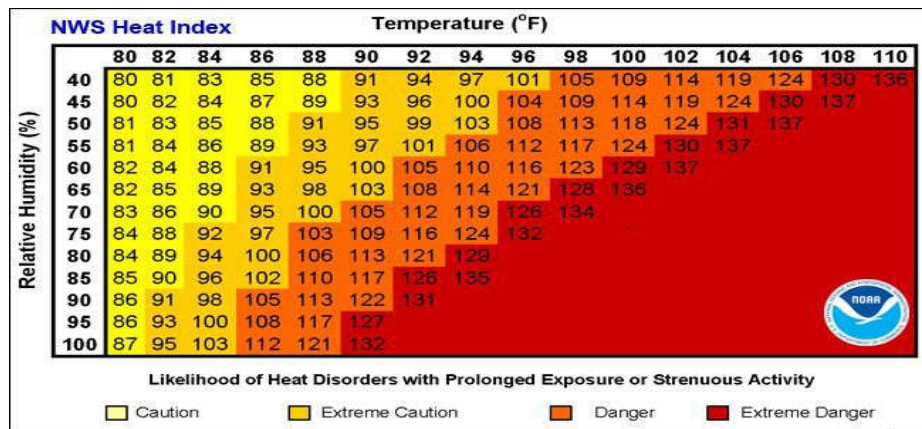 NWS Heat Index
Temperature (°F)
80 82 84 86 88 90 92 94 96 98 100 102 104 106 108 110
Relative Humidity (%)
40 80 81 83 85 88 91 94 97 101 105 109 114 119 124 130 136
45 80 82 84 87 89 93 96 100 104 109 114 119 124 130 137
50 81 83 85 88 91 95 99 103 108 113 118 124 131 137
55 81 84 86 89 93 97 101 106 112 117 124 130 137
60 82 84 88 91 95 100 105 110 116 123 129 137
65 82 85 89 93 98 103 108 114 121 128 136
70 83 86 90 95 100 105 112 119 126 134
75 84 88 92 97 103 109 116 124 132
80 84 89 94 100 106 113 121 129
85 85 90 96 102 110 117 126 135
90 86 91 98 105 113 122 131
95 86 93 100 108 117 127
100 87 95 103 112 121 132
NOAA
Likelihood of Heat Disorders with Prolonged Exposure or Strenuous Activity
Caution Extreme Caution Danger Extreme Danger